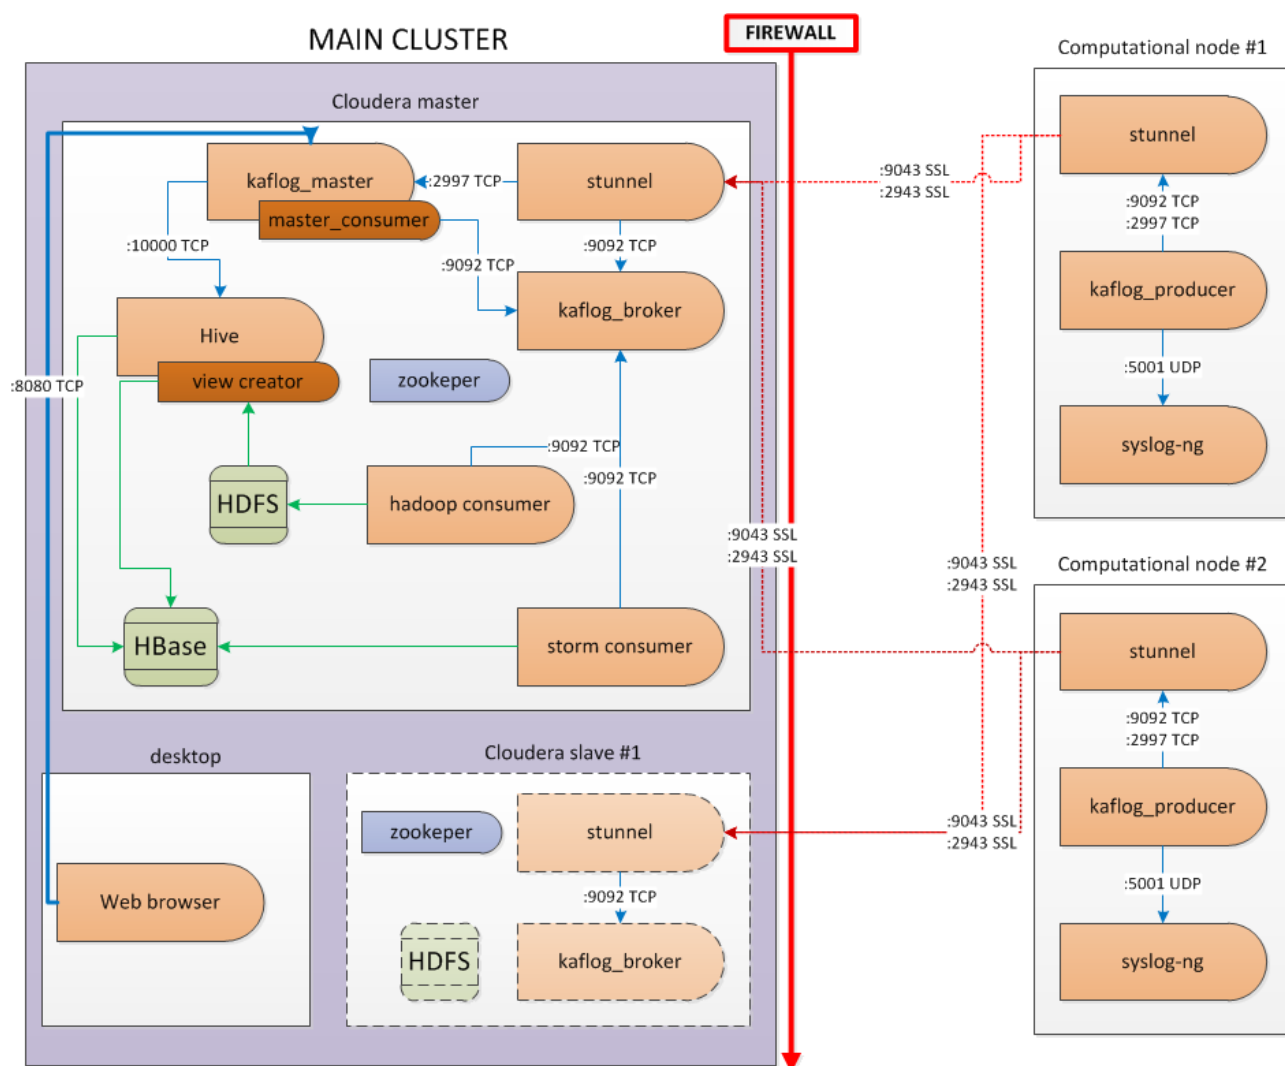 MAIN CLUSTER
FIREWALL
Computational node #1
Cloudera master
stunnel
kaflog_master
:2997 TCP
stunnel
:9043 SSL
:2943 SSL
master_consumer
:9092 TCP
:2997 TCP
:10000 TCP
:9092 TCP
:9092 TCP
kaflog_producer
kaflog_broker
Hive
:5001 UDP
:8080 TCP
view creator
zookeper
:9092 TCP
syslog-ng
:9092 TCP
HDFS
hadoop consumer
:9043 SSL
:2943 SSL
:9043 SSL
:2943 SSL
Computational node #2
HBase
storm consumer
stunnel
:9092 TCP
:2997 TCP
desktop
Cloudera slave #1
kaflog_producer
zookeper
stunnel
:9043 SSL
:2943 SSL
:5001 UDP
:9092 TCP
Web browser
HDFS
kaflog_broker
syslog-ng